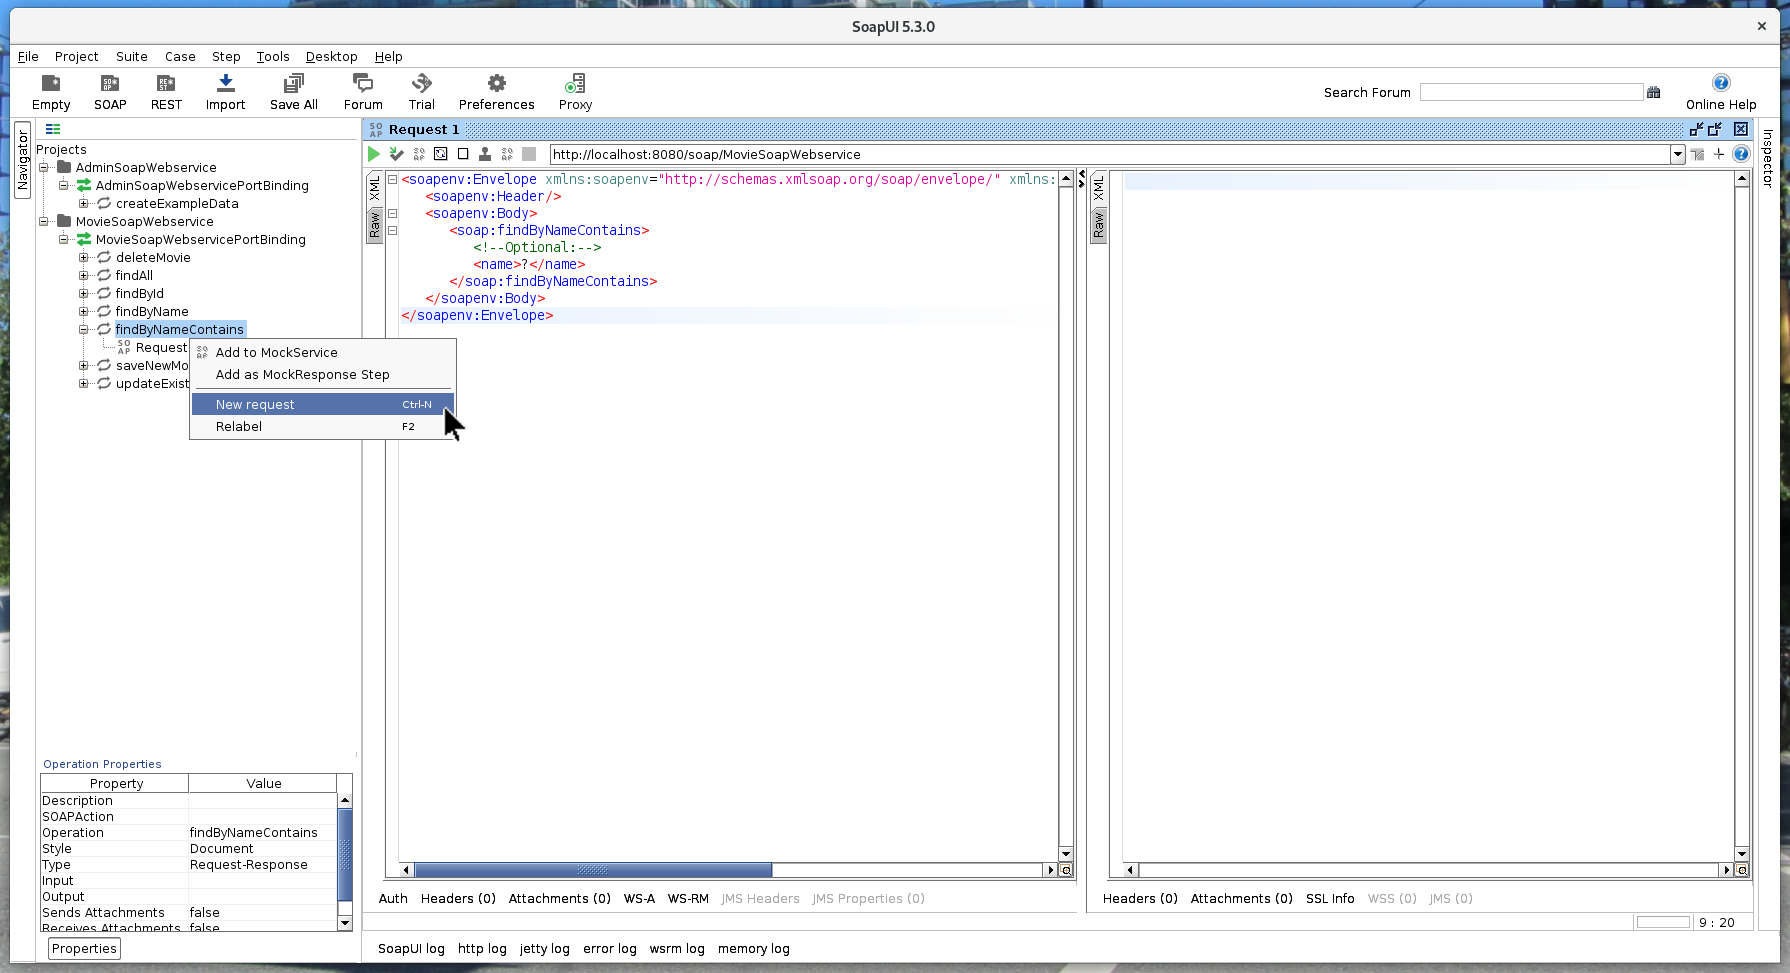 SoapUI 5.3.0
File Project Suite Case Step Tools Desktop Help
Empty SOAP REST Import Save All Forum Trial Preferences Proxy
Search Forum
Online Help
Navigator
Projects
AdminSoapWebservice
AdminSoapWebservicePortBinding
createExampleData
MovieSoapWebservice
MovieSoapWebservicePortBinding
deleteMovie
findAll
findById
findByName
findByNameContains
Request
saveNewMo
updateExist
Add to MockService
Add as MockResponse Step
New request Ctrl-N
Relabel F2
Operation Properties
Property Value
Description
SOAPAction
Operation findByNameContains
Style Document
Type Request-Response
Input
Output
Sends Attachments false
Receives Attachments false
Properties
Request 1
http://localhost:8080/soap/MovieSoapWebservice
XML
Raw
<soapenv:Envelope xmlns:soapenv="http://schemas.xmlsoap.org/soap/envelope/" xmlns:
<soapenv:Header/>
<soapenv:Body>
<soap:findByNameContains>
<!--Optional:-->
<name>?</name>
</soap:findByNameContains>
</soapenv:Body>
</soapenv:Envelope>
XML
Raw
Inspector
Auth Headers (0) Attachments (0) WS-A WS-RM JMS Headers JMS Properties (0)
Headers (0) Attachments (0) SSL Info WSS (0) JMS (0)
9 : 20
SoapUI log http log jetty log error log wsrm log memory log